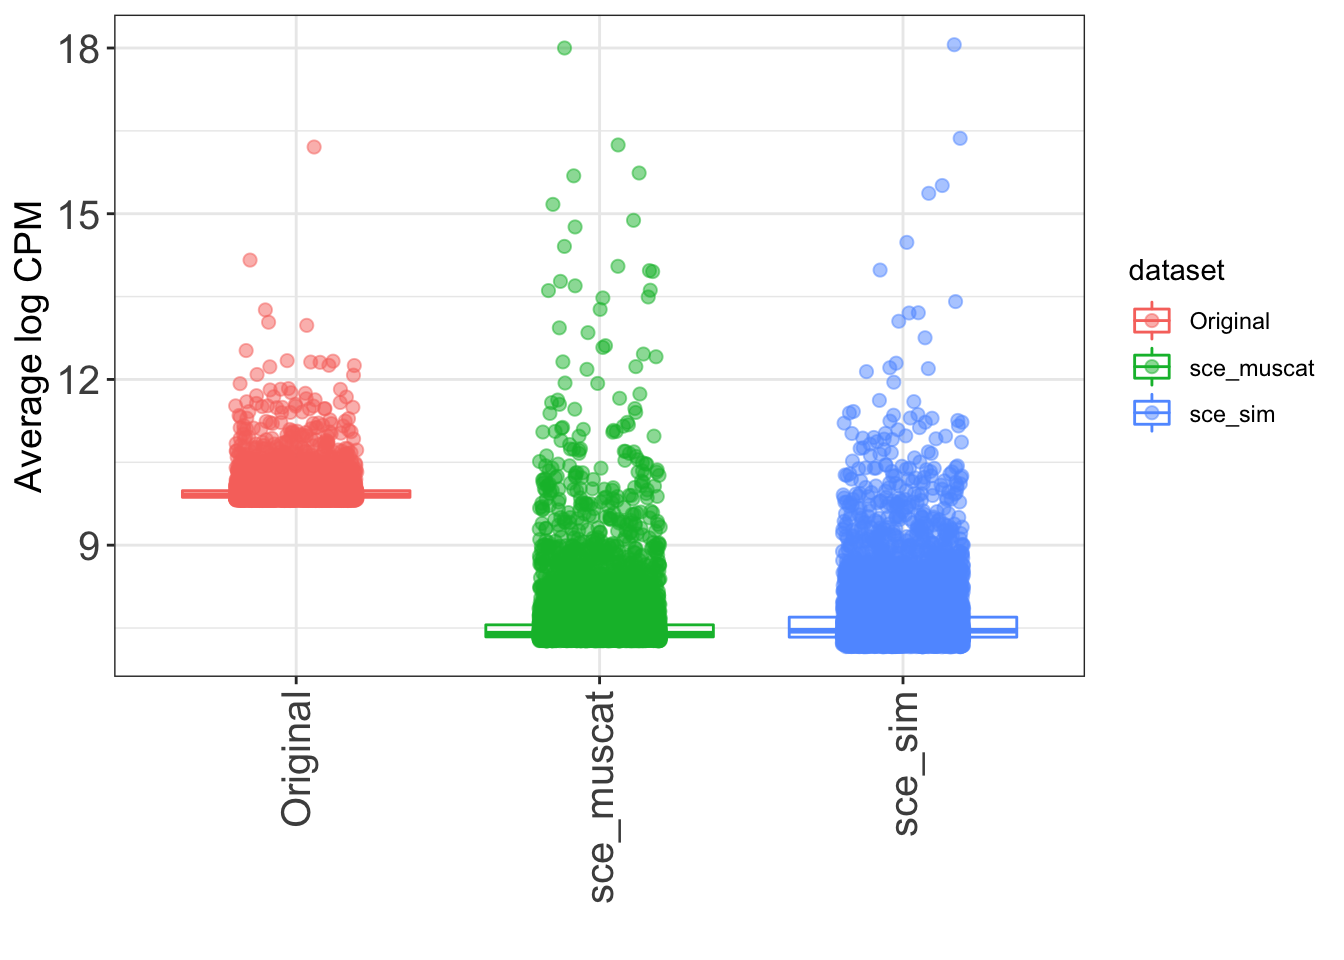 18
15
12
9
Average log CPM
Original
sce_muscat
sce_sim
dataset
Original
sce_muscat
sce_sim